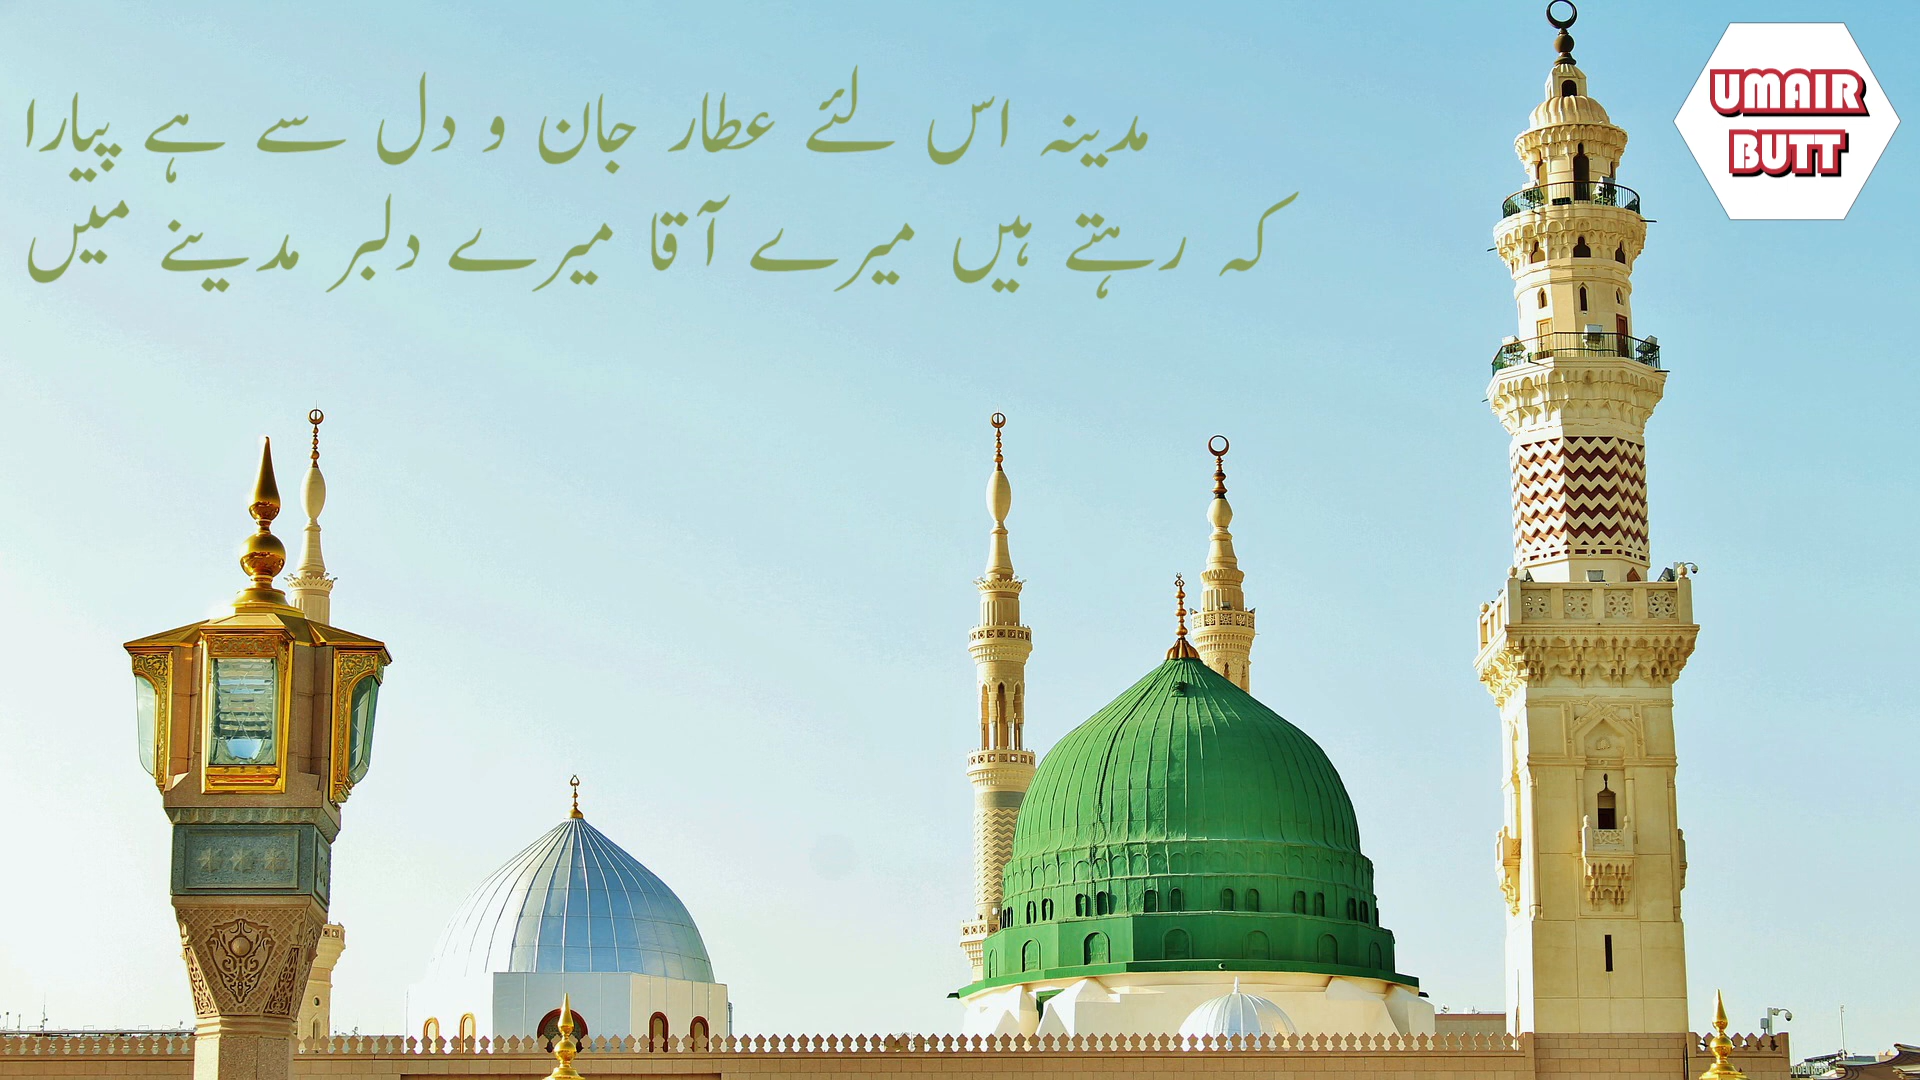 مدینہ اس لئے عطار جان و دل سے ہے پیارا
کہ رہتے ہیں میرے آقا میرے دلبر مدینے میں
UMAIR
BUTT